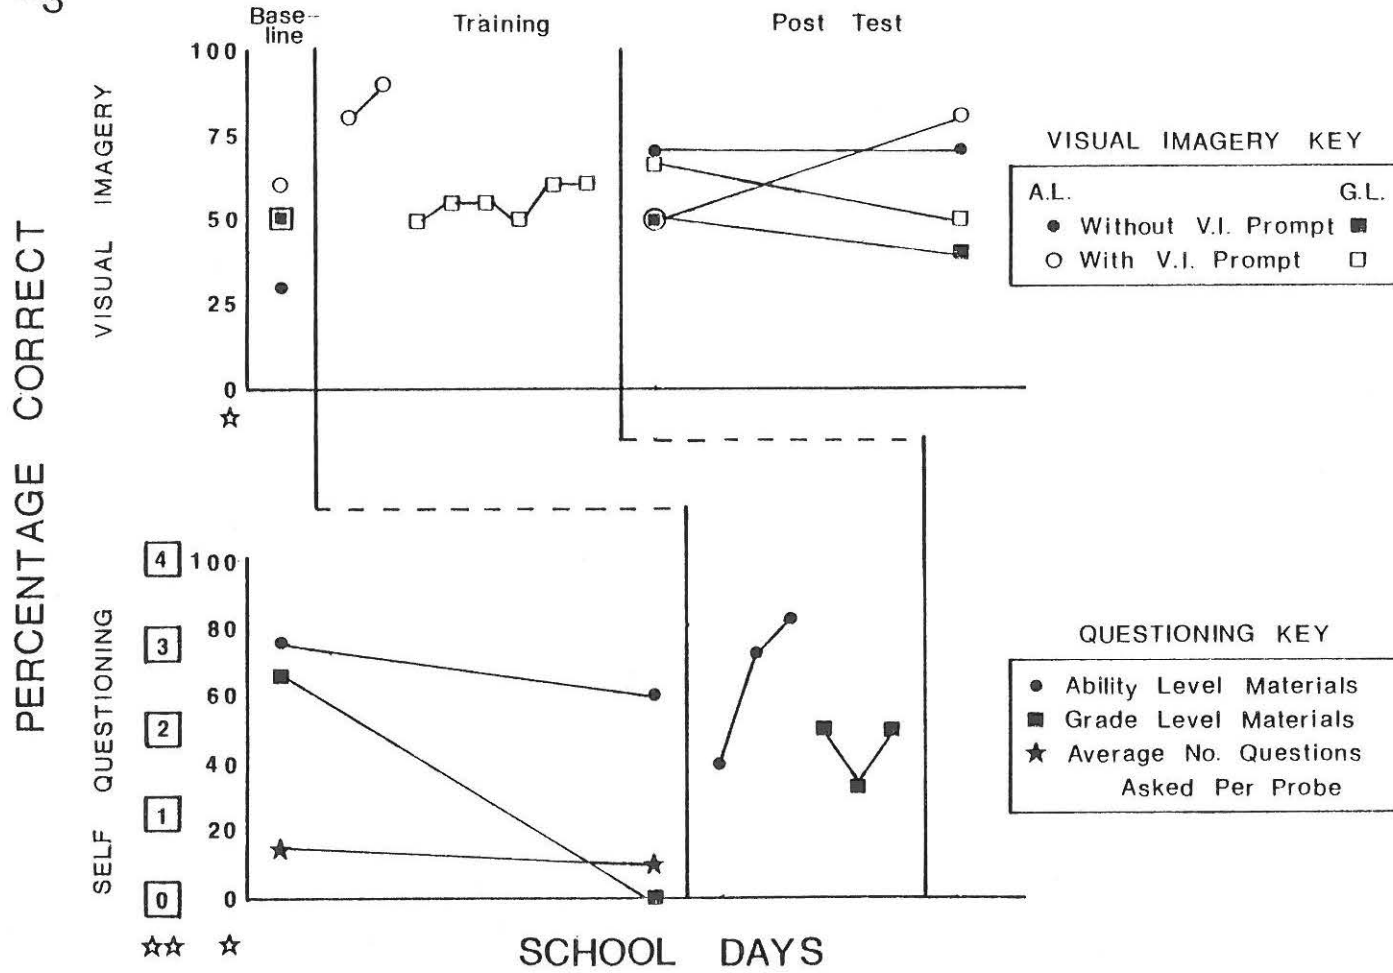 Base-
line
Training
Post Test
PERCENTAGE CORRECT
VISUAL IMAGERY
100
75
50
25
0
☆
VISUAL IMAGERY KEY
A.L. G.L.
● Without V.I. Prompt ■
○ With V.I. Prompt □
SELF QUESTIONING
4
3
2
1
0
☆☆
100
80
60
40
20
0
☆
QUESTIONING KEY
● Ability Level Materials
■ Grade Level Materials
★ Average No. Questions
Asked Per Probe
SCHOOL DAYS